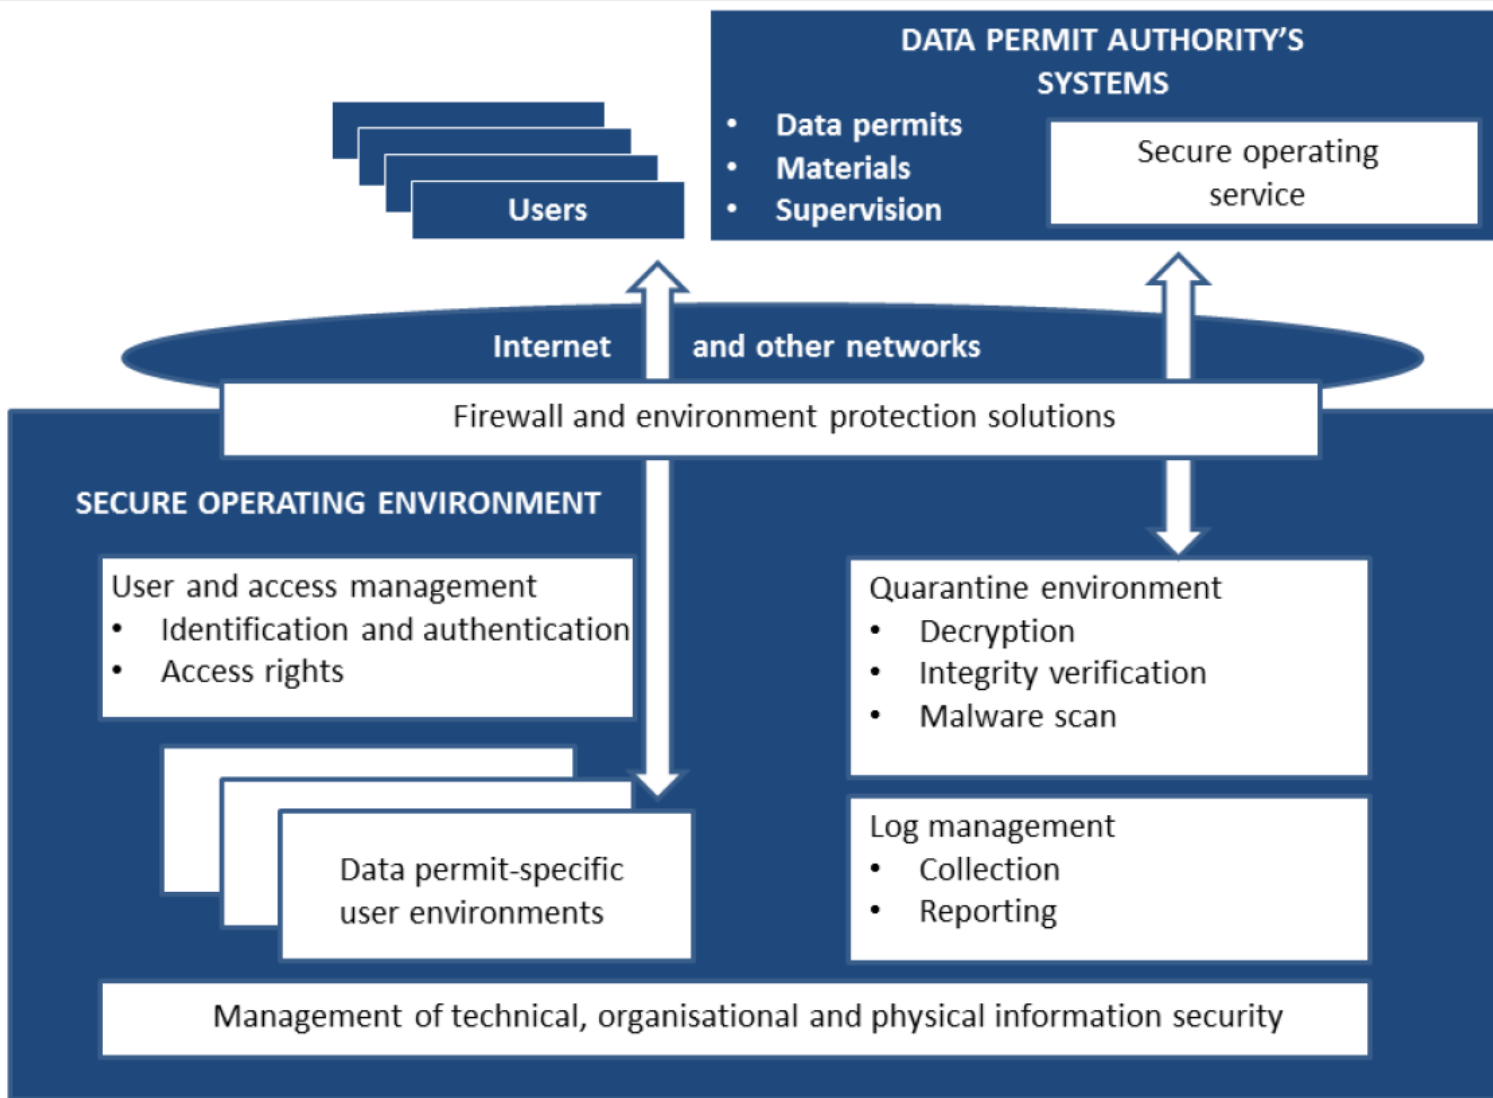 DATA PERMIT AUTHORITY'S
SYSTEMS
• Data permits
• Materials
• Supervision
Secure operating
service
Users
Internet and other networks
Firewall and environment protection solutions
SECURE OPERATING ENVIRONMENT
User and access management
• Identification and authentication
• Access rights
Data permit-specific
user environments
Quarantine environment
• Decryption
• Integrity verification
• Malware scan
Log management
• Collection
• Reporting
Management of technical, organisational and physical information security